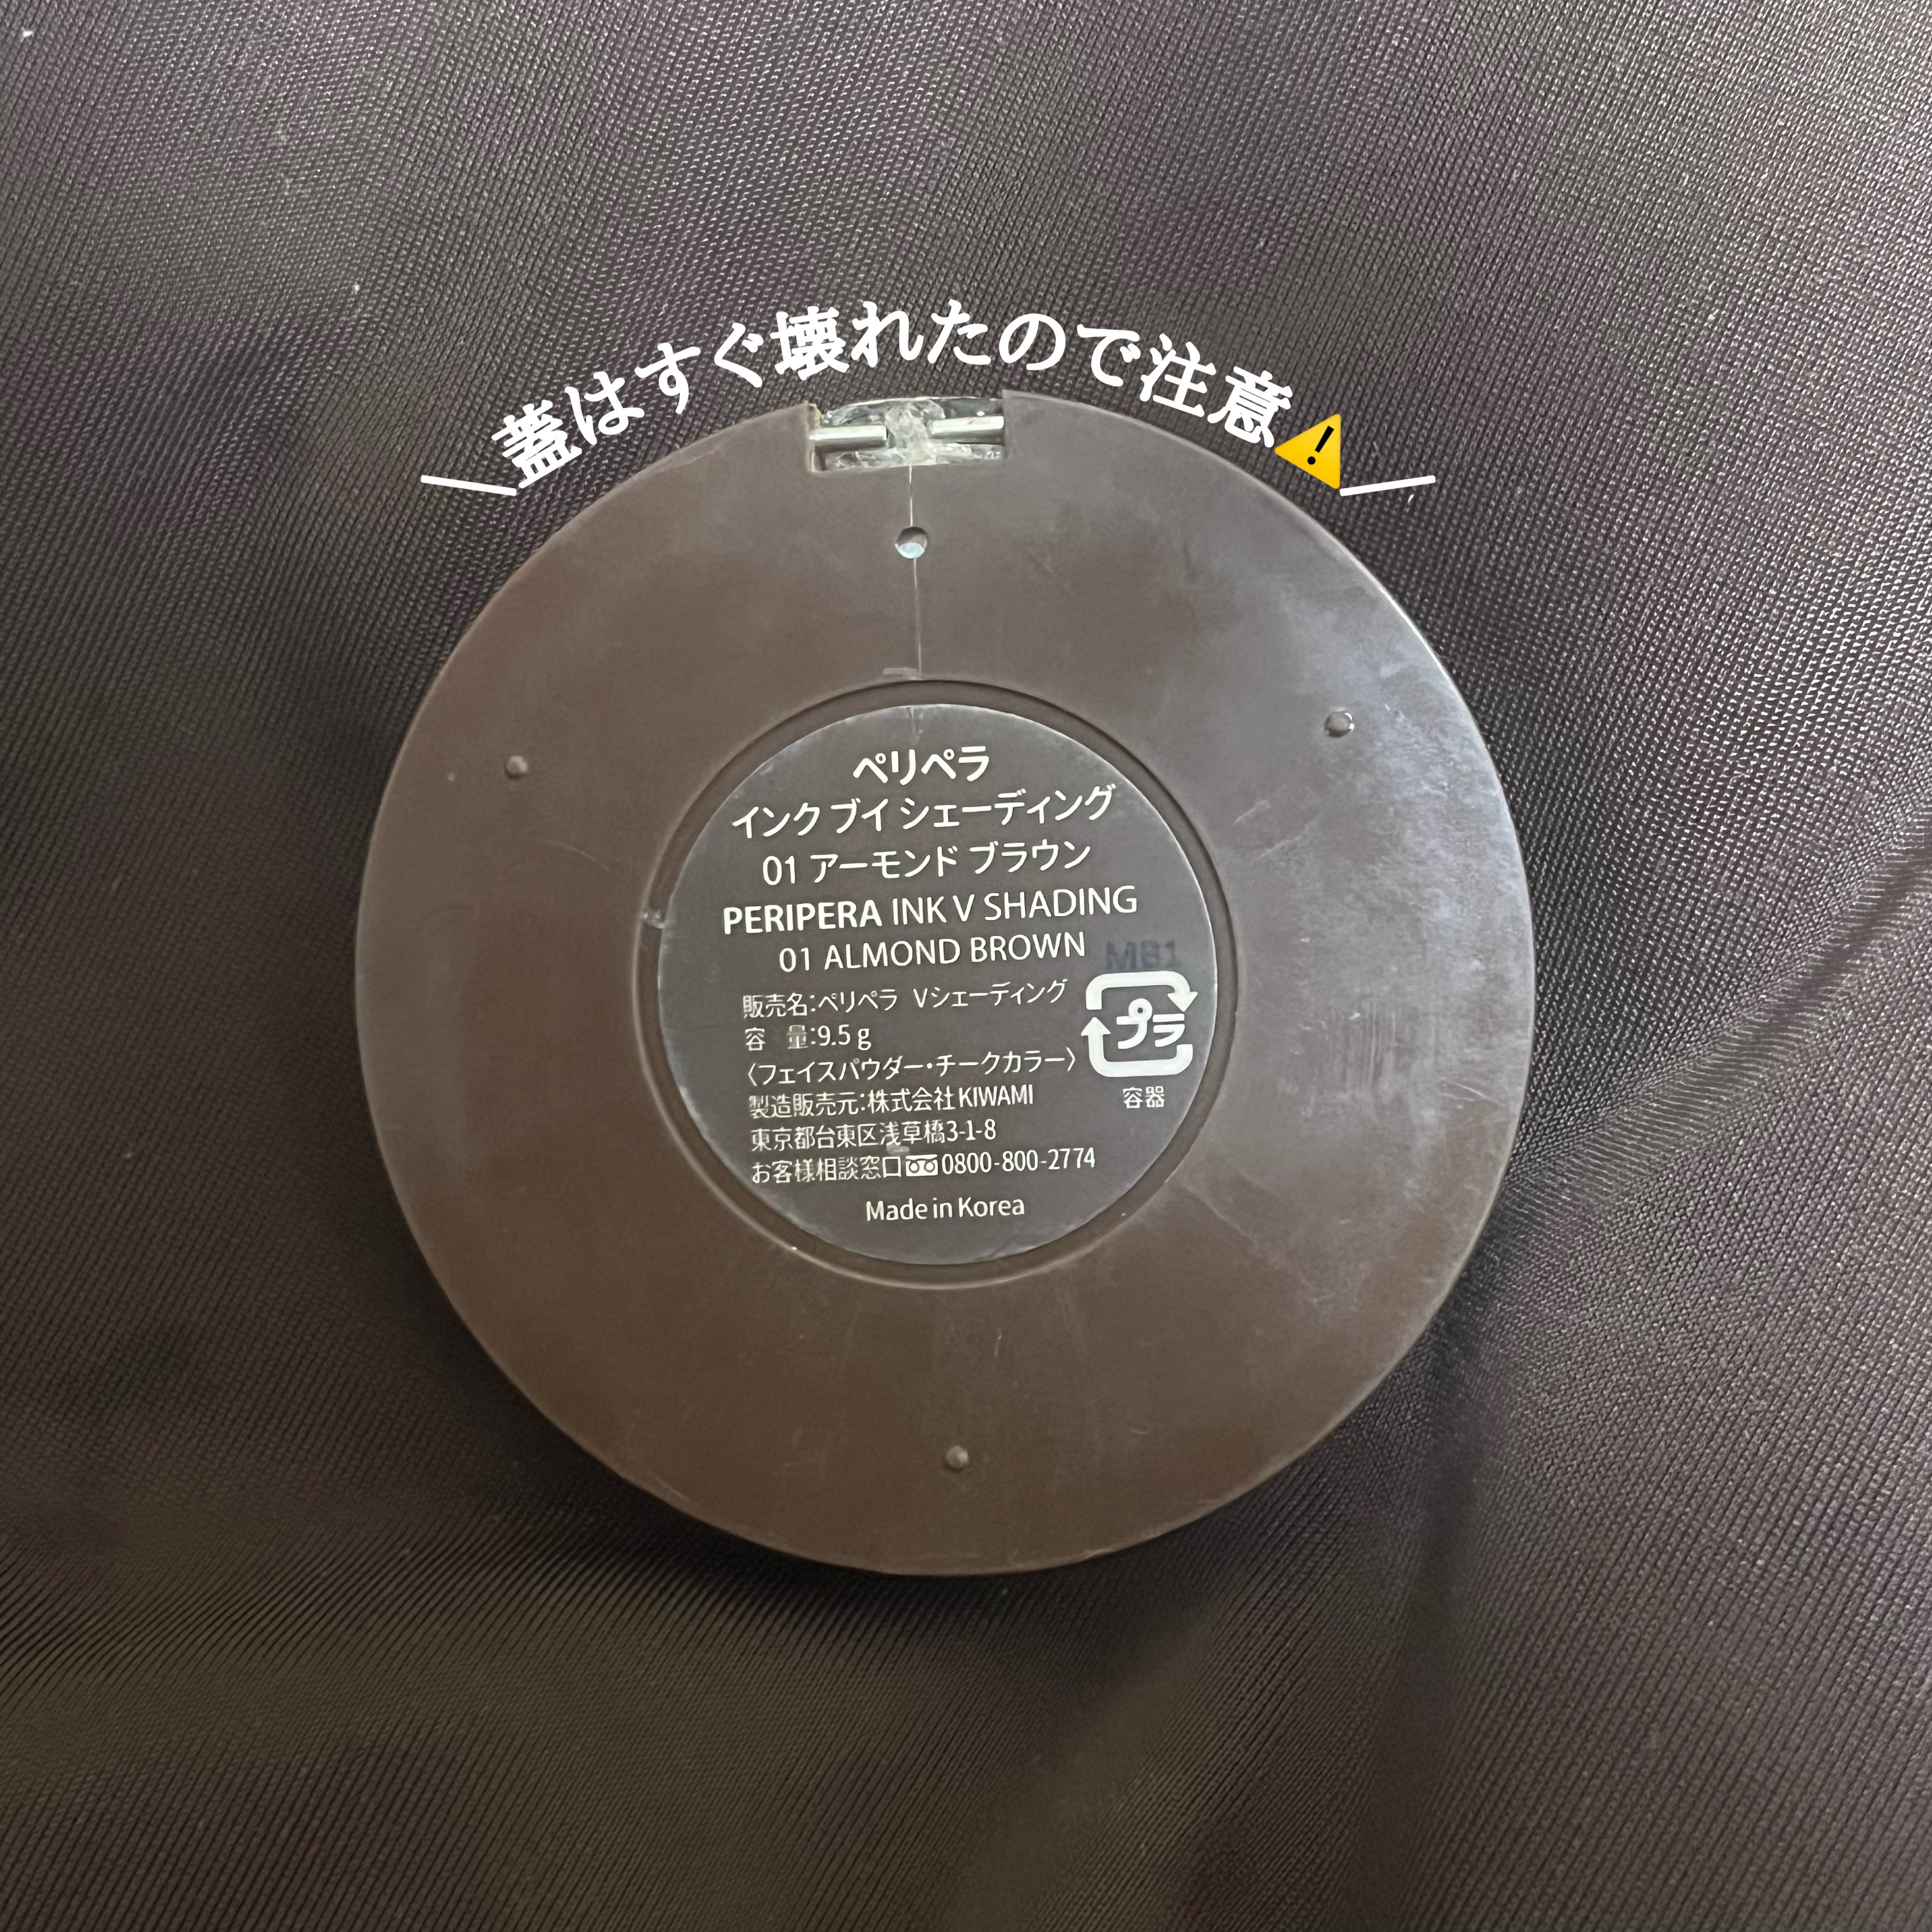 ＼蓋はすぐ壊れたので注意⚠️／
ペリペラ
インク ブイ シェーディング
01 アーモンド ブラウン
PERIPERA INK V SHADING
01 ALMOND BROWN
MB1
販売名:ペリペラ Vシェーディング
容 量:9.5 g
〈フェイスパウダー・チークカラー〉
プラ
容器
製造販売元:株式会社 KIWAMI
東京都台東区浅草橋3-1-8
お客様相談窓口0800-800-2774
Made in Korea